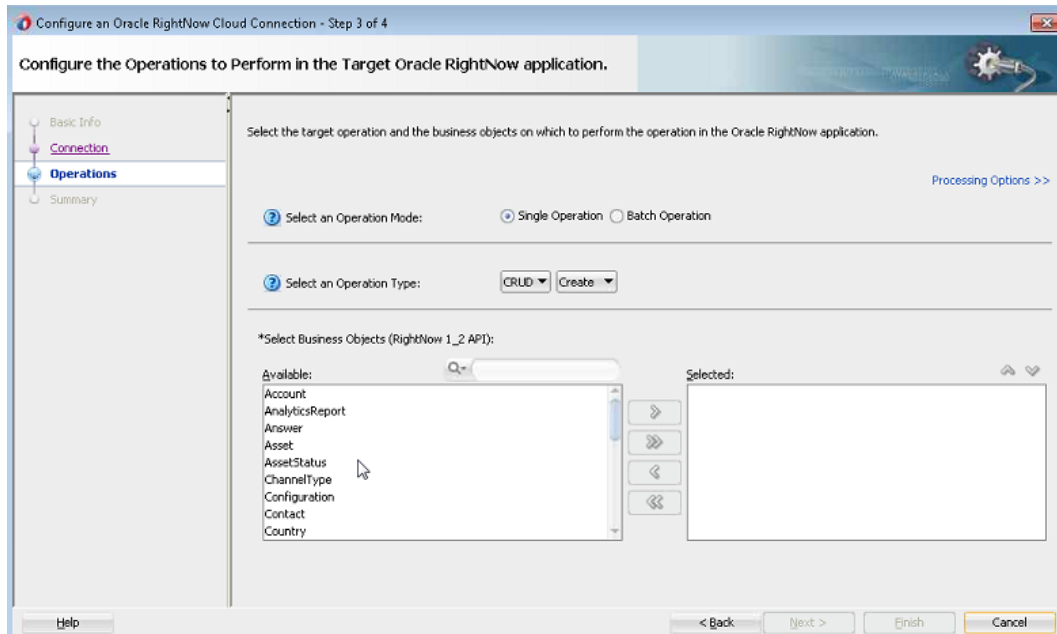 Configure an Oracle RightNow Cloud Connection - Step 3 of 4
Configure the Operations to Perform in the Target Oracle RightNow application.
Basic Info
Connection
Operations
Summary
Select the target operation and the business objects on which to perform the operation in the Oracle RightNow application.
Processing Options >>
Select an Operation Mode:
Single Operation
Batch Operation
Select an Operation Type:
CRUD
Create
*Select Business Objects (RightNow 1_2 API):
Available:
Selected:
Account
AnalyticsReport
Answer
Asset
AssetStatus
ChannelType
Configuration
Contact
Country
Help
< Back
Next >
Finish
Cancel